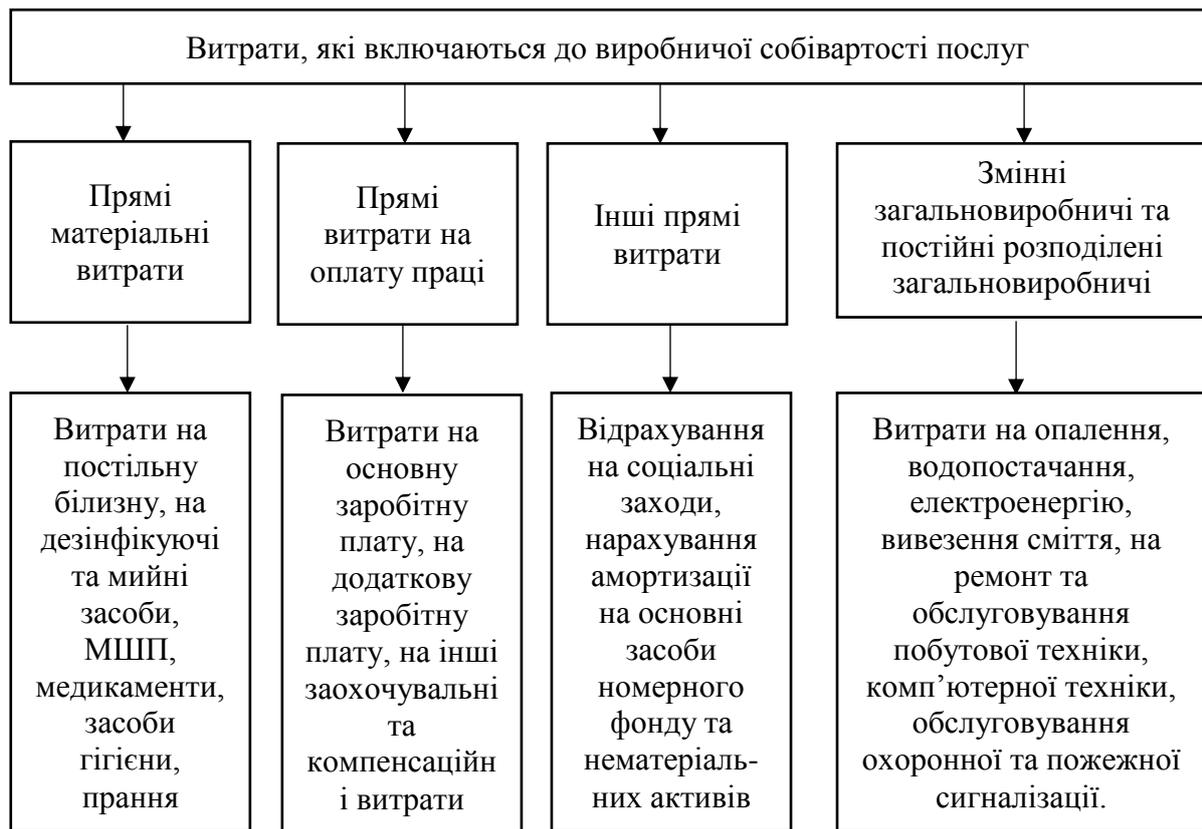 Витрати, які включаються до виробничої собівартості послуг
Прямі
матеріальні
витрати
Прямі
витрати на
оплату праці
Інші прямі
витрати
Змінні
загальновиробничі та
постійні розподілені
загальновиробничі
Витрати на
постільну
білизну, на
дезінфікуючі
та мийні
засоби,
МШП,
медикаменти,
засоби
гігієни,
прання
Витрати на
основну
заробітну
плату, на
додаткову
заробітну
плату, на інші
заохочувальні
та
компенсаційн
і витрати
Відрахування
на соціальні
заходи,
нарахування
амортизації
на основні
засоби
номерного
фонду та
нематеріаль-
них активів
Витрати на опалення,
водопостачання,
електроенергію,
вивезення сміття, на
ремонт та
обслуговування
побутової техніки,
комп’ютерної техніки,
обслуговування
охоронної та пожежної
сигналізації.